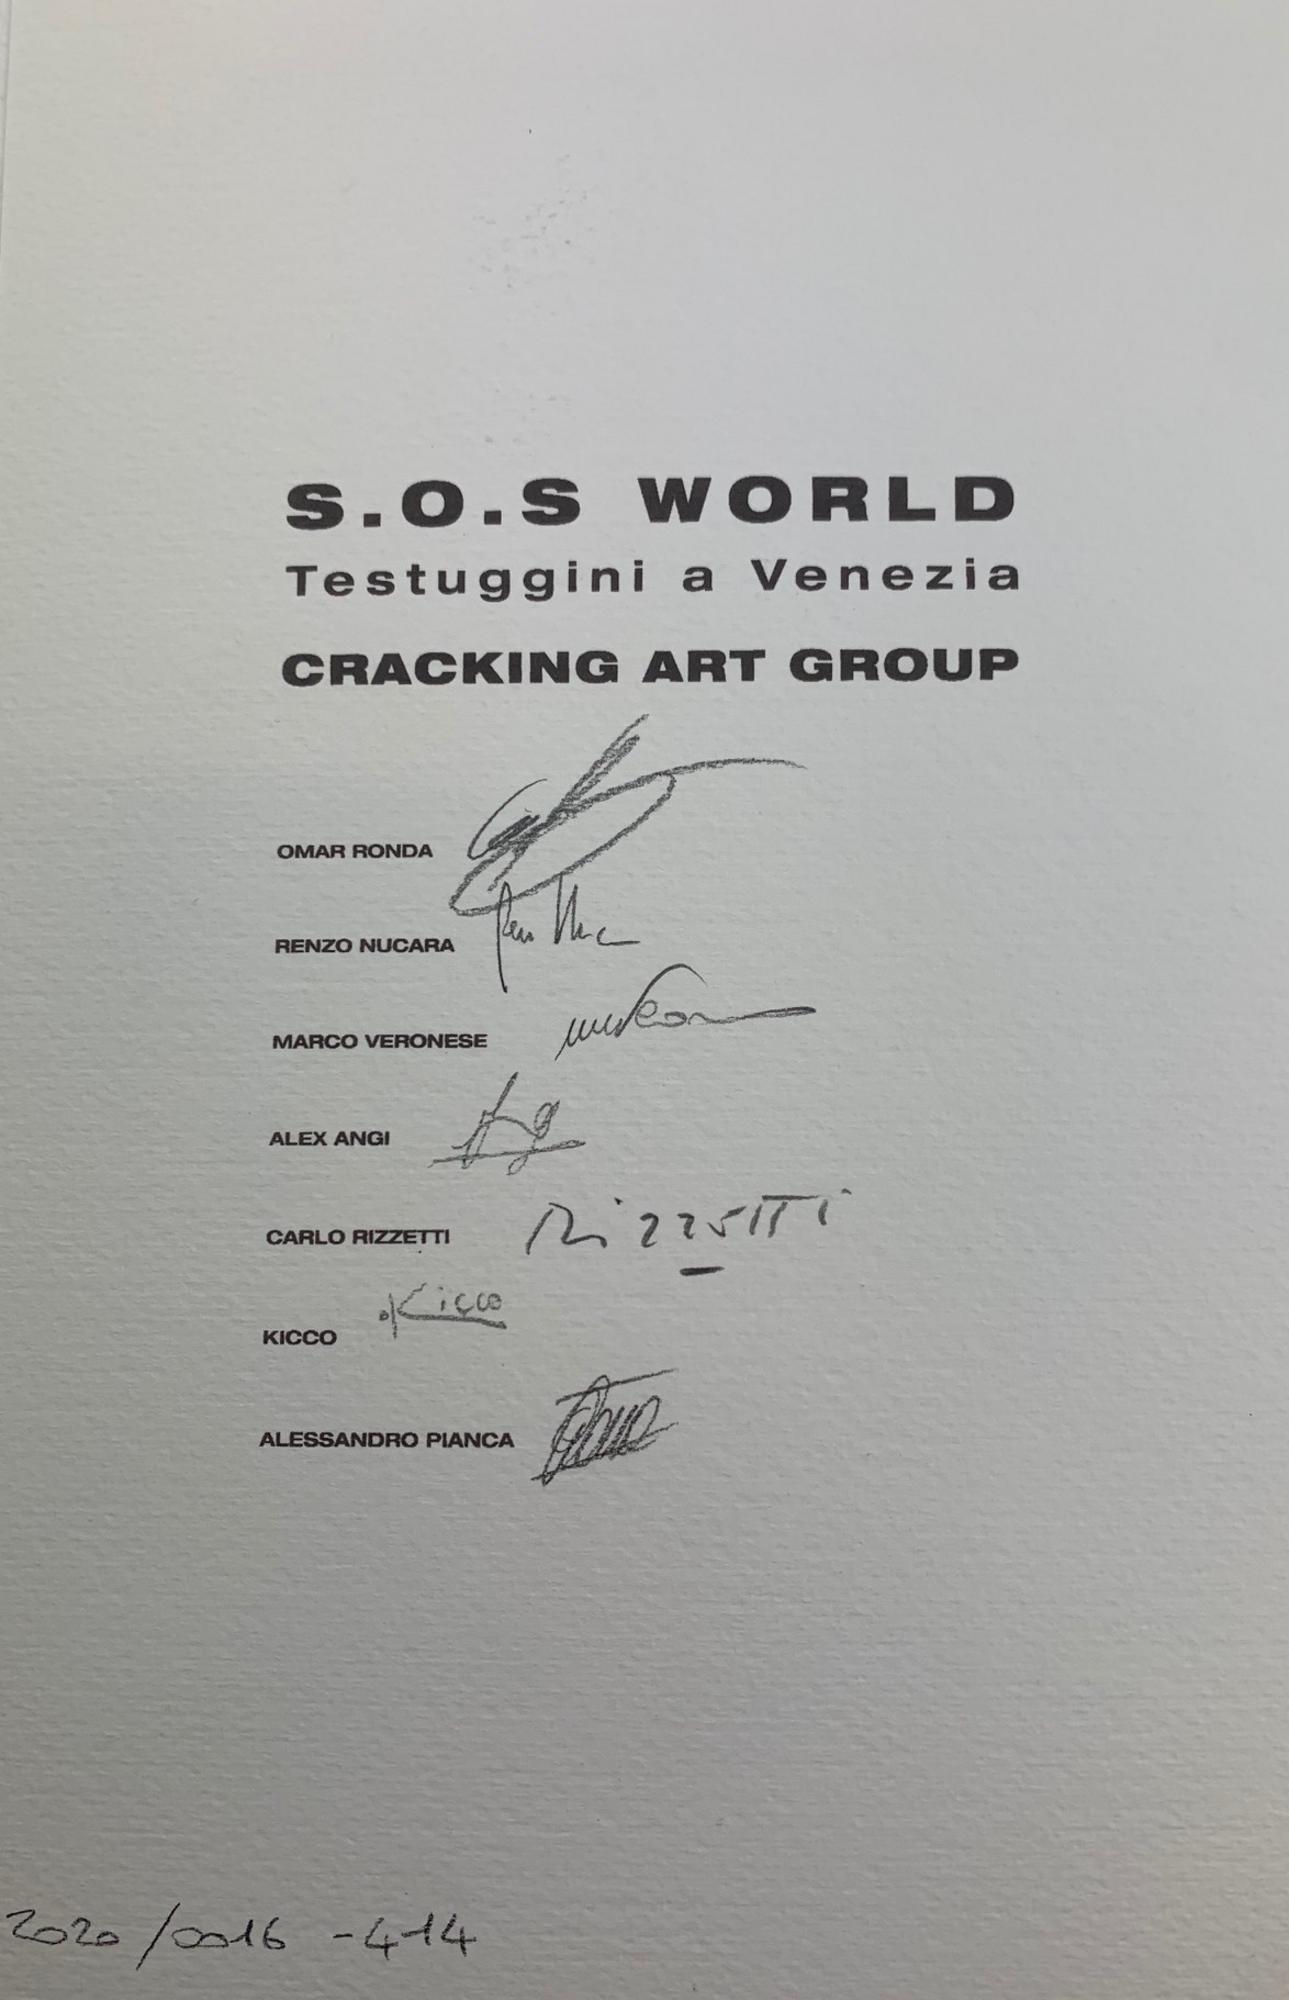 S.O.S WORLD
Testuggini a Venezia
CRACKING ART GROUP
OMAR RONDA
RENZO NUCARA
MARCO VERONESE
ALEX ANGI
CARLO RIZZETTI Rizzetti
KICCO Kicco
ALESSANDRO PIANCA
2020/0016 -414